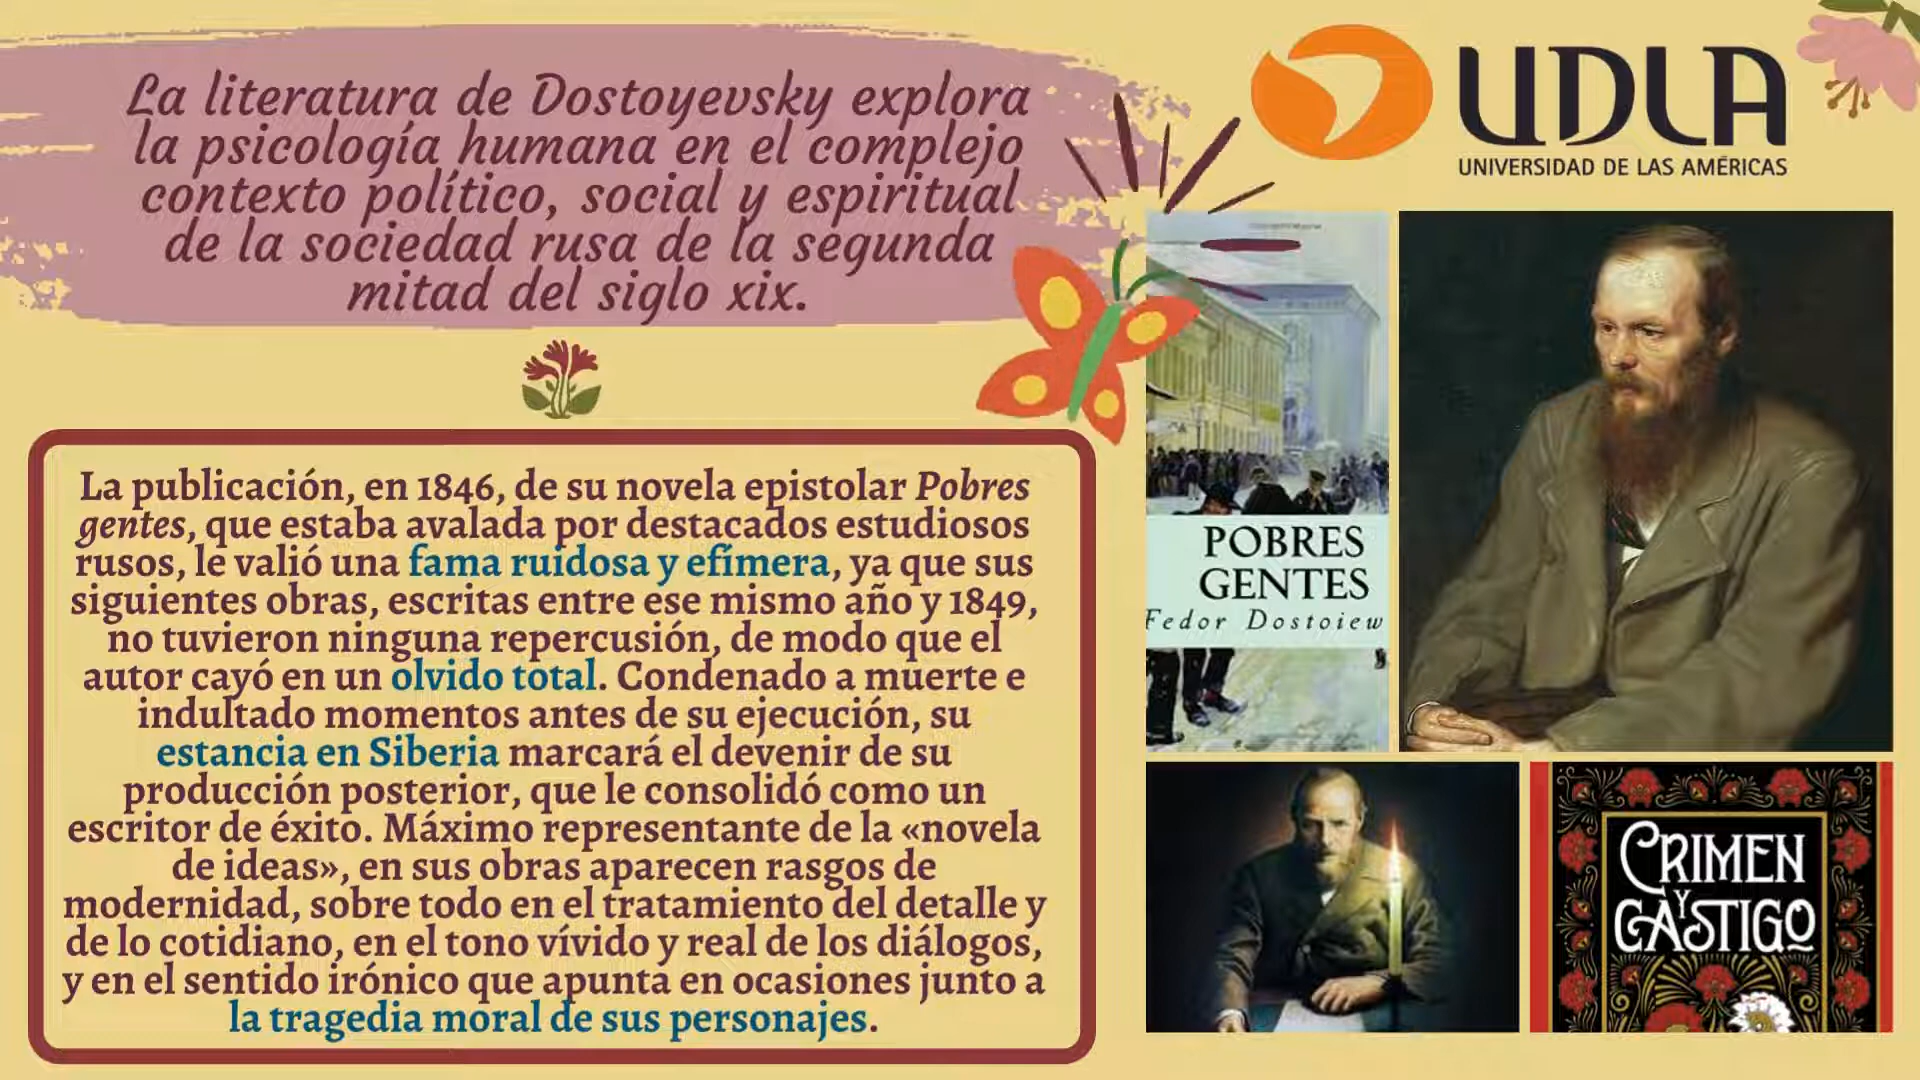 La literatura de Dostoyevsky explora
la psicología humana en el complejo
contexto político, social y espiritual
de la sociedad rusa de la segunda
mitad del siglo xix.
UDLA
UNIVERSIDAD DE LAS AMÉRICAS
La publicación, en 1846, de su novela epistolar Pobres
gentes, que estaba avalada por destacados estudiosos
rusos, le valió una fama ruidosa y efímera, ya que sus
siguientes obras, escritas entre ese mismo año y 1849,
no tuvieron ninguna repercusión, de modo que el
autor cayó en un olvido total. Condenado a muerte e
indultado momentos antes de su ejecución, su
estancia en Siberia marcará el devenir de su
producción posterior, que le consolidó como un
escritor de éxito. Máximo representante de la «novela
de ideas», en sus obras aparecen rasgos de
modernidad, sobre todo en el tratamiento del detalle y
de lo cotidiano, en el tono vívido y real de los diálogos,
y en el sentido irónico que apunta en ocasiones junto a
la tragedia moral de sus personajes.
POBRES
GENTES
Fedor Dostoiew
CRIMEN
Y
CASTIGO